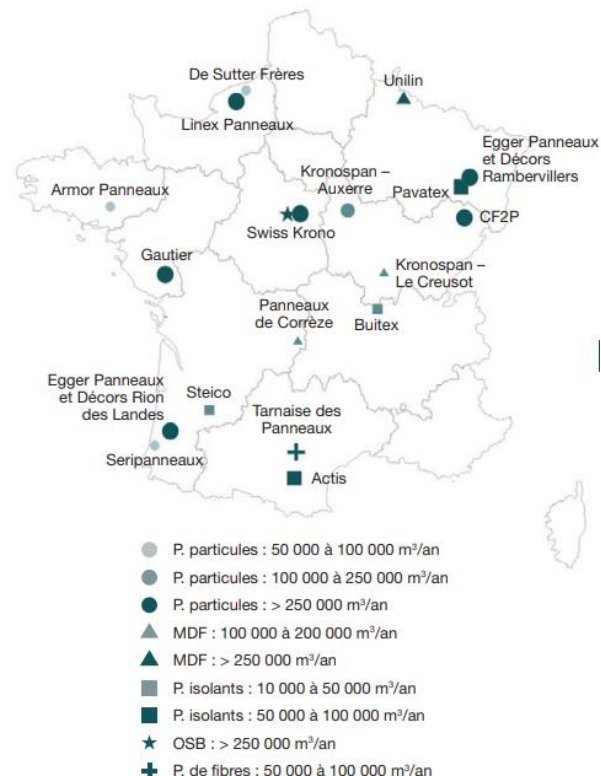 De Sutter Frères
Linex Panneaux
Unilin
Egger Panneaux
et Décors
Rambervillers
Kronospan –
Auxerre
Pavatex
Armor Panneaux
CF2P
Swiss Krono
Gautier
Kronospan –
Le Creusot
Panneaux
de Corrèze
Buitex
Egger Panneaux
et Décors Rion
des Landes
Steico
Tarnaise des
Panneaux
Seripanneaux
Actis
P. particules : 50 000 à 100 000 m³/an
P. particules : 100 000 à 250 000 m³/an
P. particules : > 250 000 m³/an
MDF : 100 000 à 200 000 m³/an
MDF : > 250 000 m³/an
P. isolants : 10 000 à 50 000 m³/an
P. isolants : 50 000 à 100 000 m³/an
OSB : > 250 000 m³/an
P. de fibres : 50 000 à 100 000 m³/an